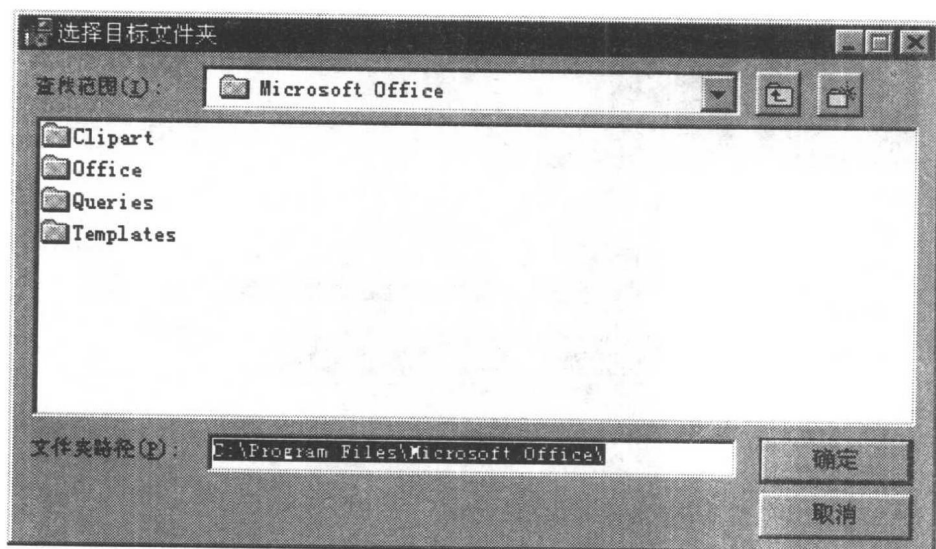 选择目标文件夹
查找范围(I):
Microsoft Office
Clipart
Office
Queries
Templates
文件夹路径(P):
C:\Program Files\Microsoft Office\
确定
取消